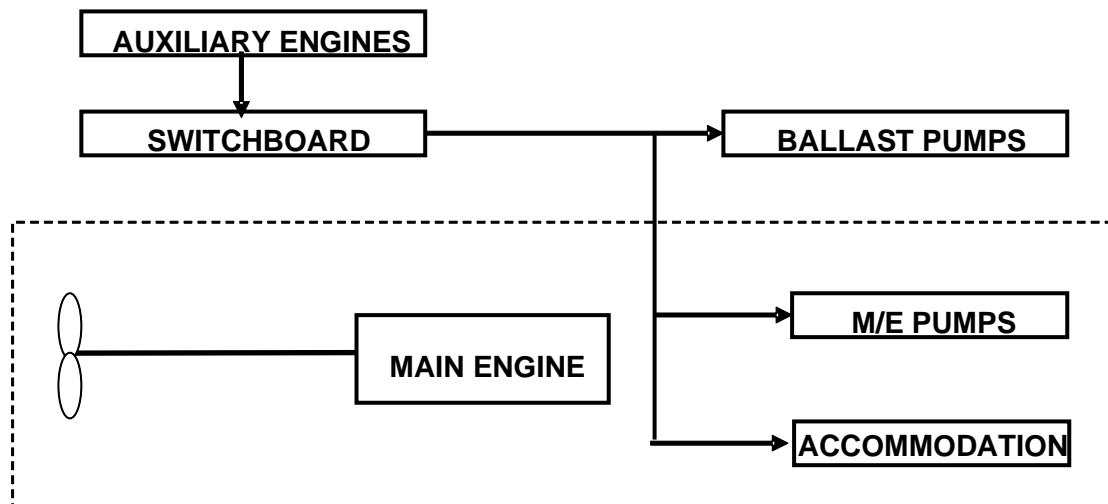 AUXILIARY ENGINES
SWITCHBOARD
BALLAST PUMPS
M/E PUMPS
MAIN ENGINE
ACCOMMODATION